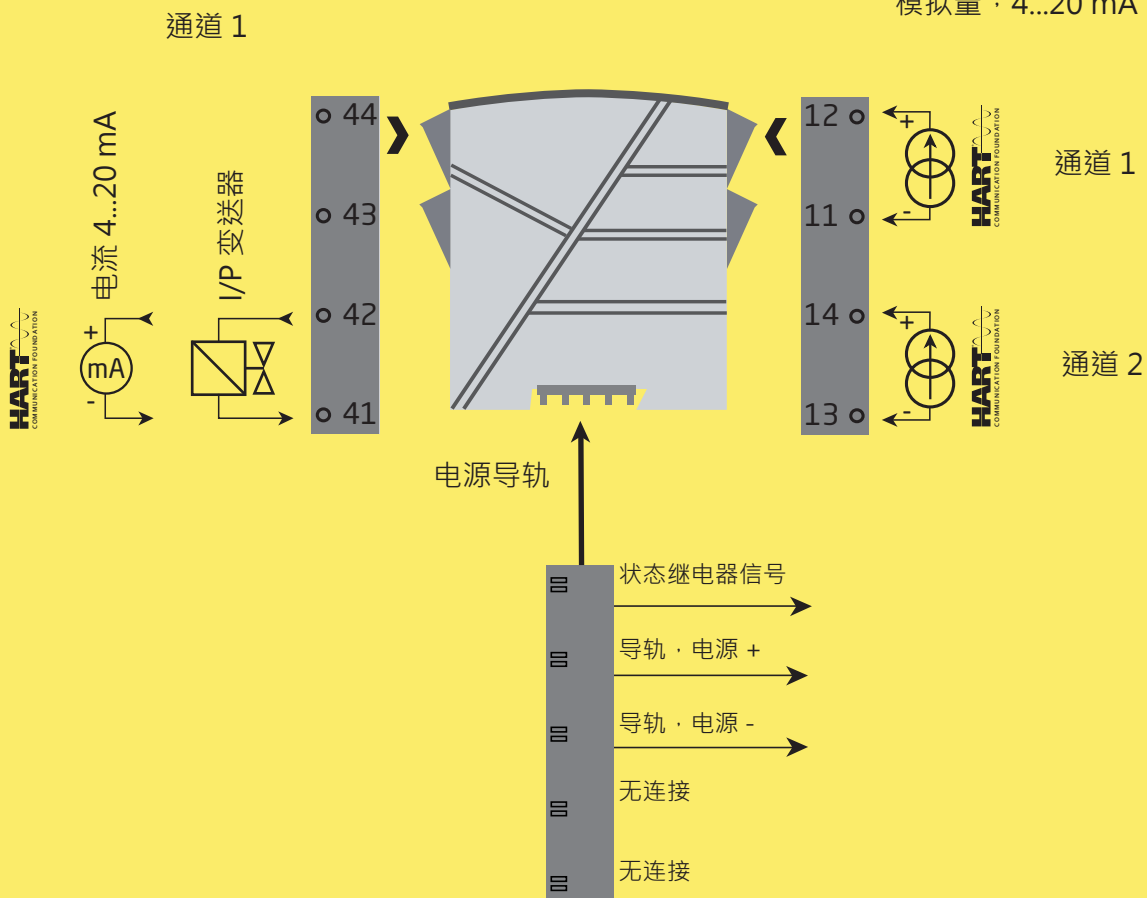 模拟量，4...20 mA
通道 1
44
43
42
41
电流 4...20 mA
I/P 变送器
+
mA
-
HART
COMMUNICATION FOUNDATION
12
11
14
13
+
-
HART
COMMUNICATION FOUNDATION
通道 1
+
-
HART
COMMUNICATION FOUNDATION
通道 2
电源导轨
状态继电器信号
导轨，电源 +
导轨，电源 -
无连接
无连接